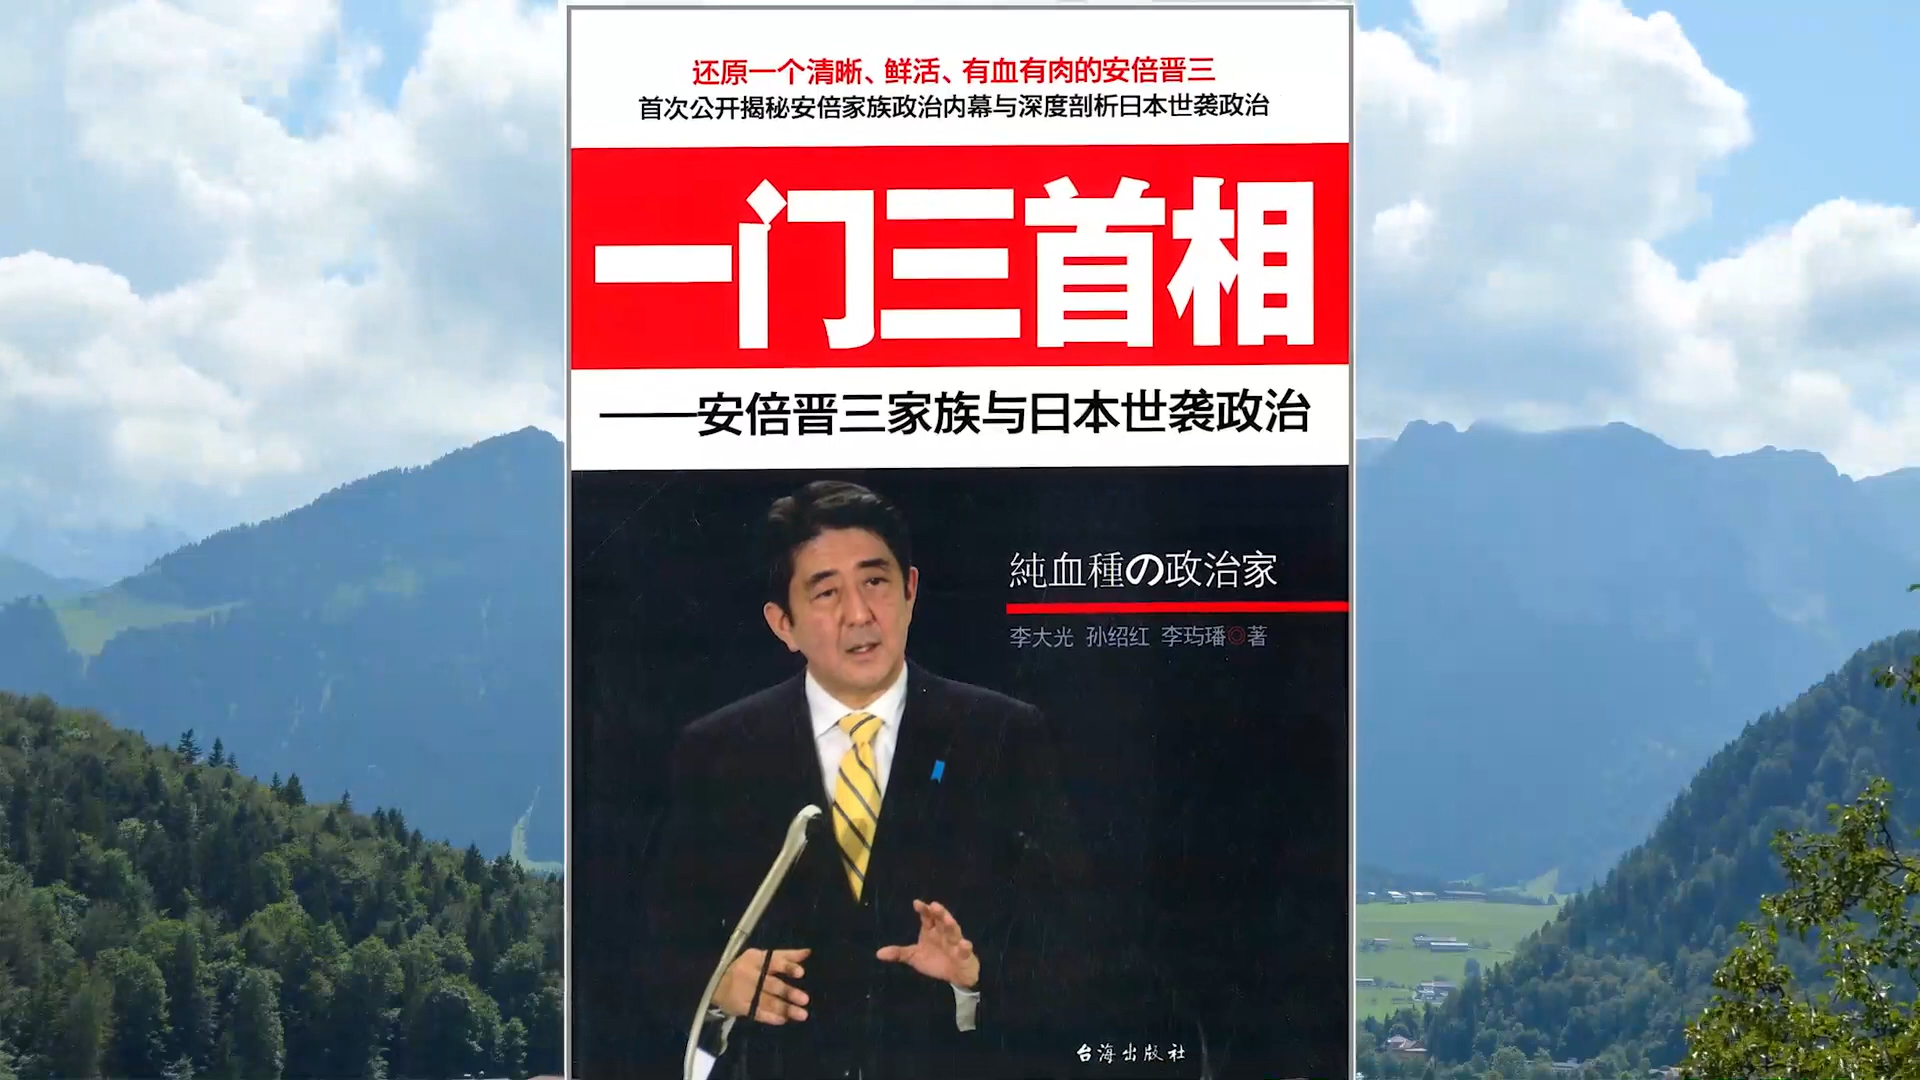 还原一个清晰、鲜活、有血有肉的安倍晋三
首次公开揭秘安倍家族政治内幕与深度剖析日本世袭政治
一门三首相
——安倍晋三家族与日本世袭政治
純血種の政治家
李大光 孙绍红 李玙璠◎著
台海出版社